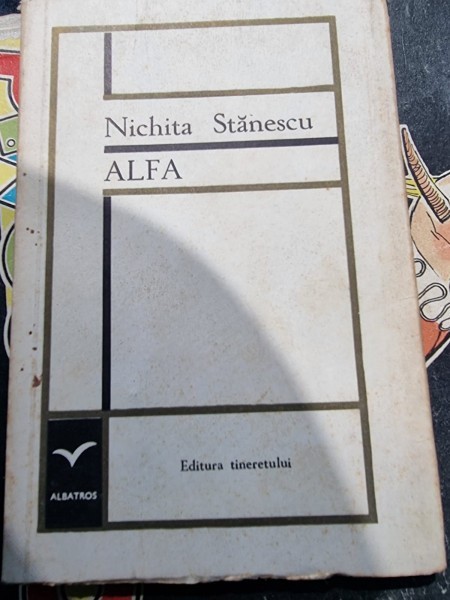 Nichita Stănescu
ALFA
ALBATROS
Editura tineretului